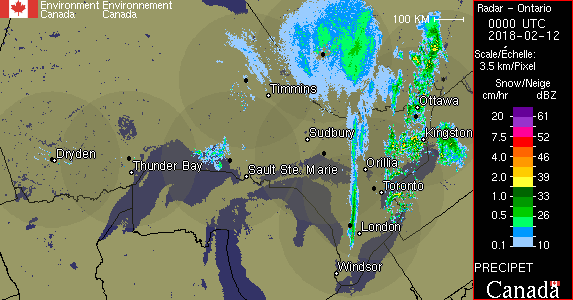 Environment Environnement
Canada Canada
100 KM
Timmins
Ottawa
Sudbury
Kingston
Dryden
Thunder Bay
Sault Ste. Marie
Orillia
Toronto
London
Windsor
Radar - Ontario
0000 UTC
2018-02-12
Scale/Échelle:
3.5 km/Pixel
Snow/Neige
cm/hr dBZ
20 61
7.5 52
4.0 46
2.0 39
1.0 33
0.5 26
0.1 10
PRECIPET
Canada